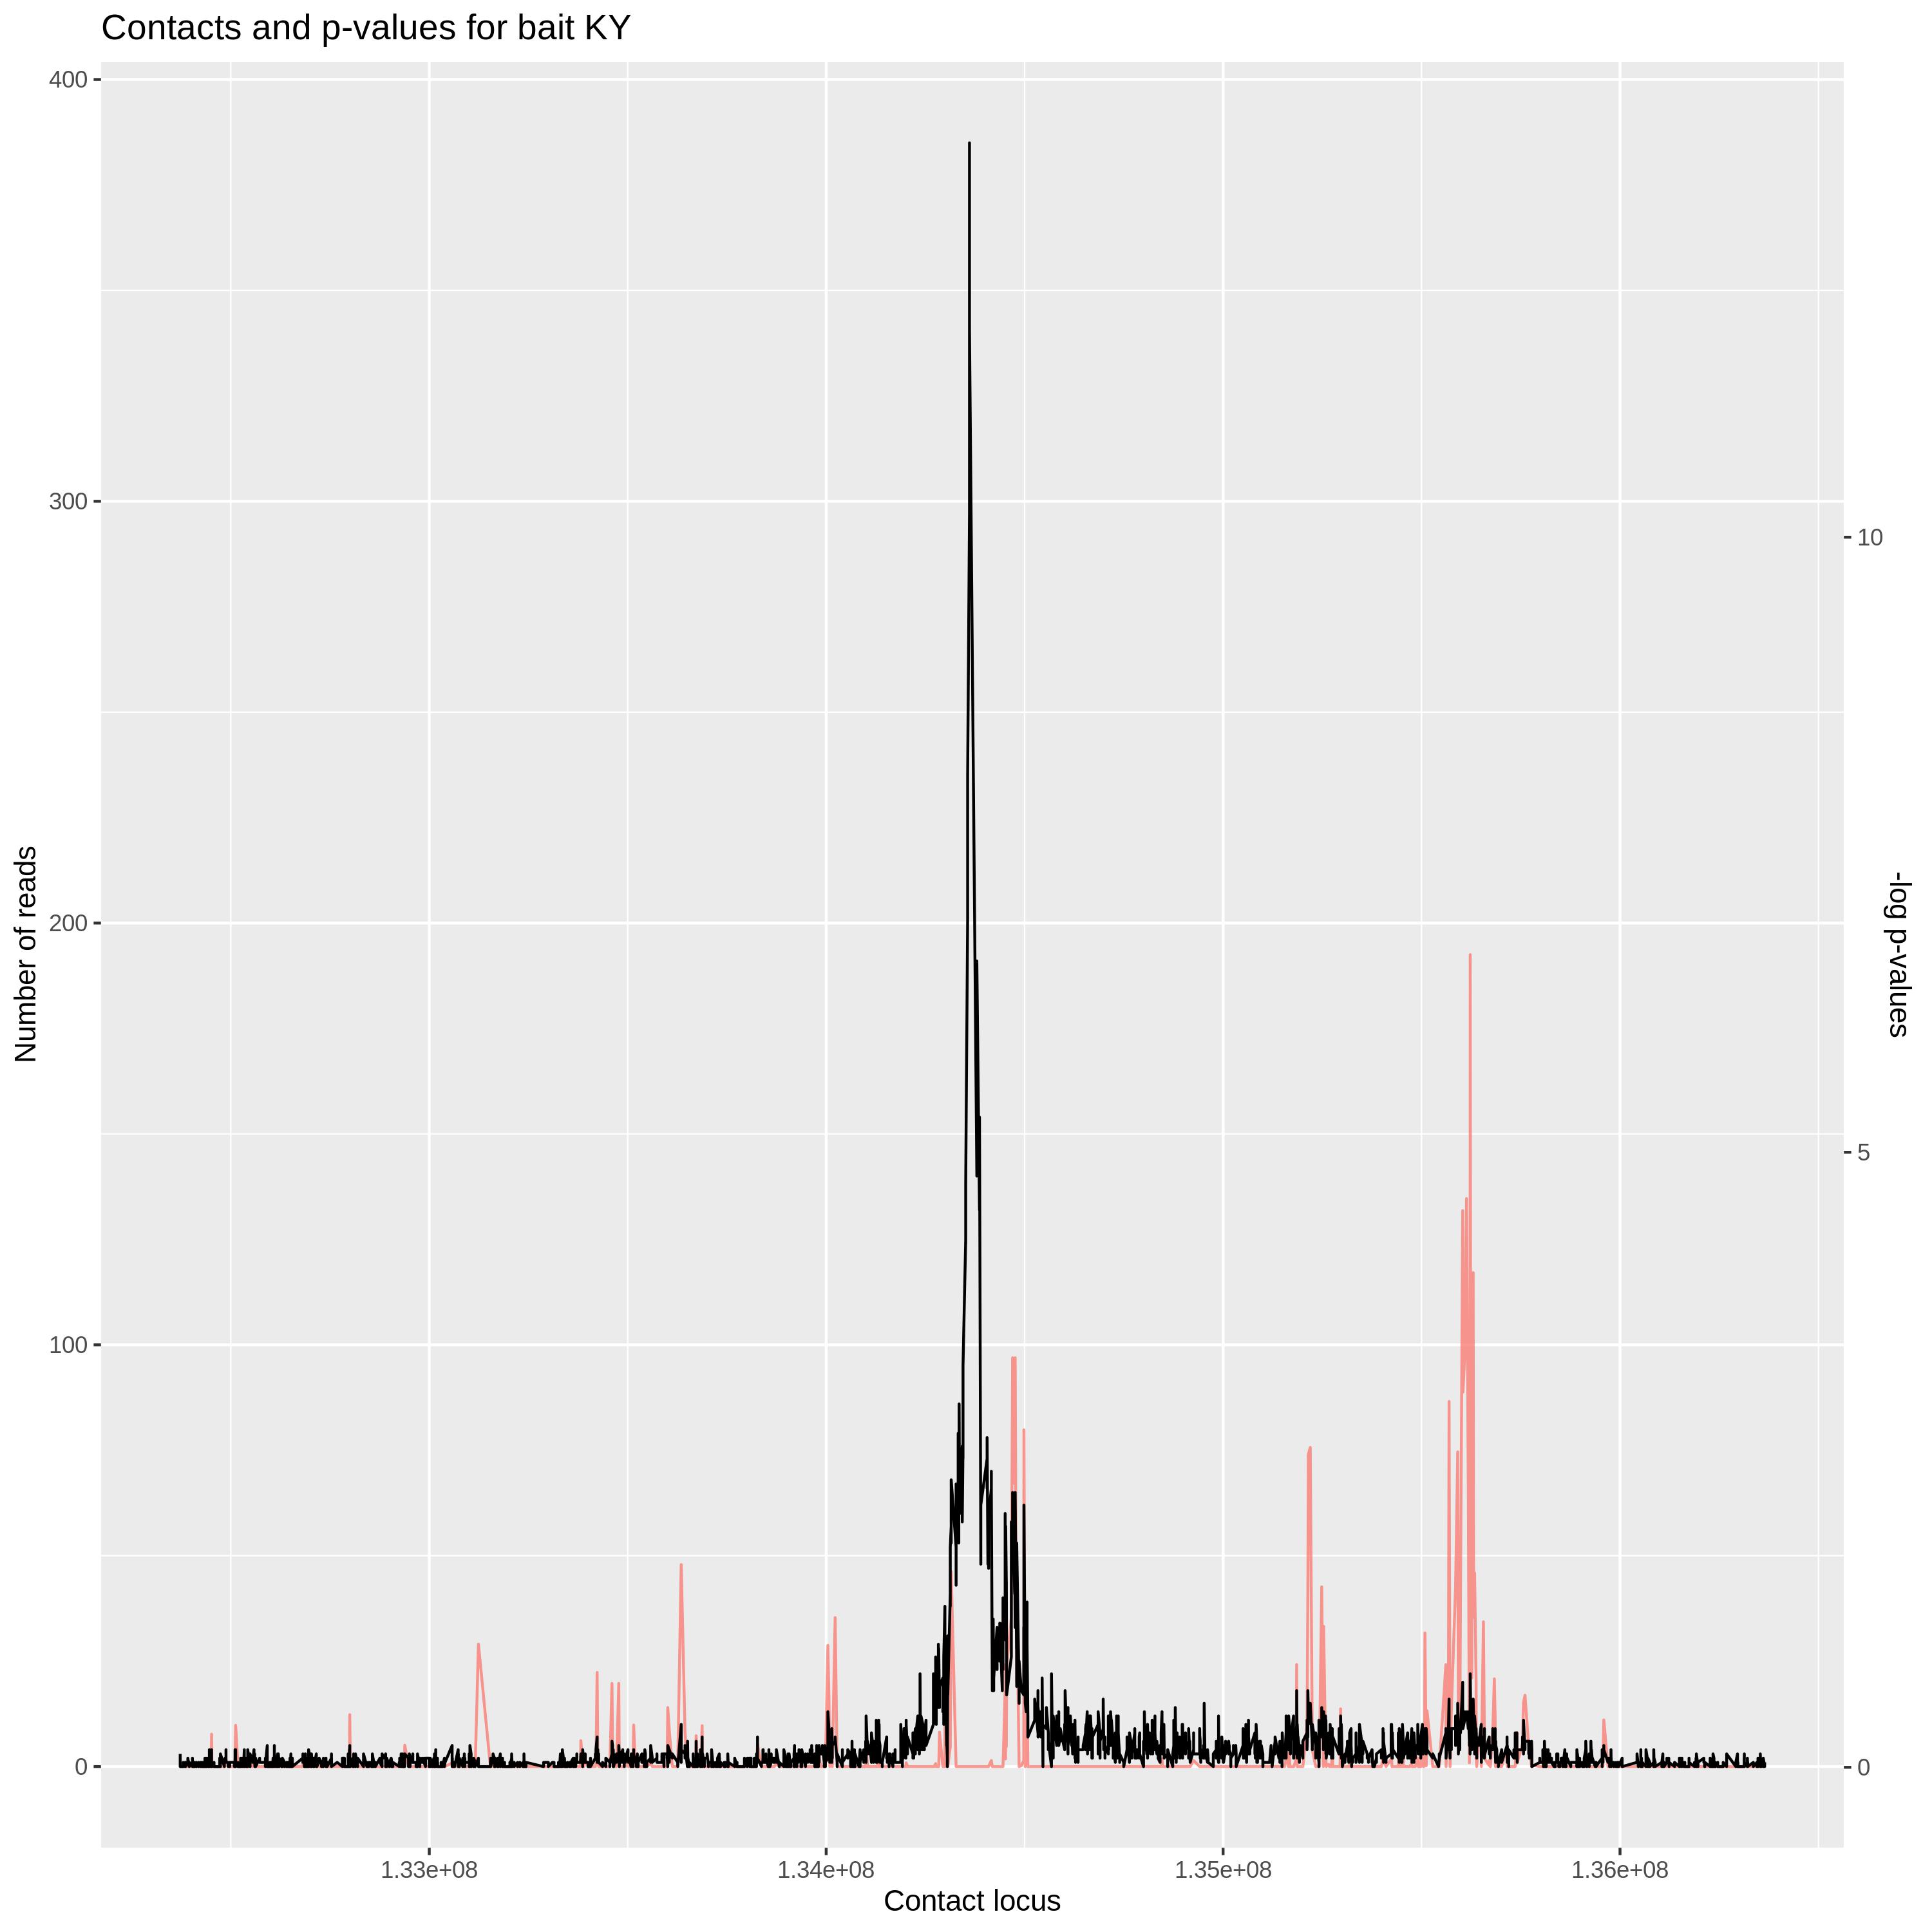 Contacts and p-values for bait KY
400
300
200
100
0
Number of reads
10
5
0
-log p-values
1.33e+08 1.34e+08 1.35e+08 1.36e+08
Contact locus